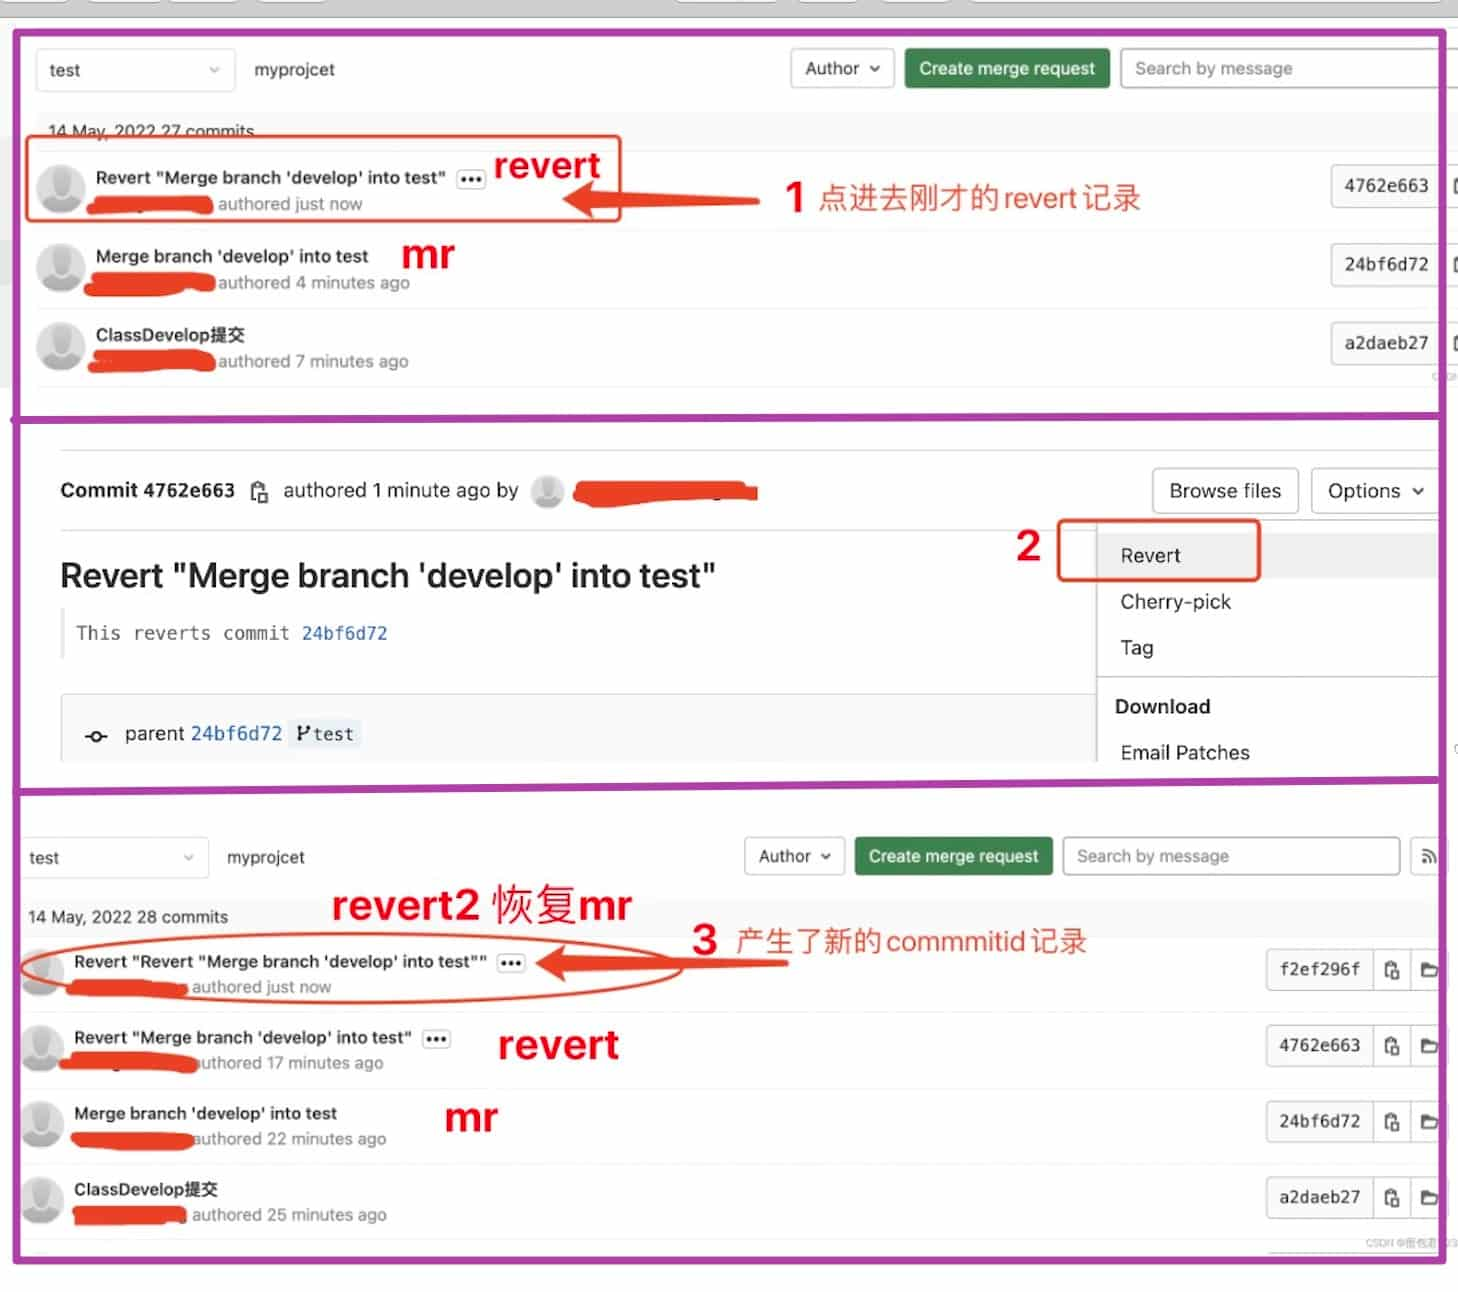 test myprojcet Author Create merge request Search by message
14 May, 2022 27 commits
Revert "Merge branch 'develop' into test" ••• revert
authored just now
1 点进去刚才的revert记录
4762e663
Merge branch 'develop' into test mr
authored 4 minutes ago
24bf6d72
ClassDevelop提交
authored 7 minutes ago
a2daeb27
Commit 4762e663 authored 1 minute ago by Browse files Options
2 Revert
Revert "Merge branch 'develop' into test"
Cherry-pick
This reverts commit 24bf6d72
Tag
Download
parent 24bf6d72 test
Email Patches
test myprojcet Author Create merge request Search by message
revert2 恢复mr
14 May, 2022 28 commits
3 产生了新的commmitid记录
Revert "Revert "Merge branch 'develop' into test"" •••
authored just now
f2ef296f
Revert "Merge branch 'develop' into test" ••• revert
authored 17 minutes ago
4762e663
Merge branch 'develop' into test mr
authored 22 minutes ago
24bf6d72
ClassDevelop提交
authored 25 minutes ago
a2daeb27
CSDN